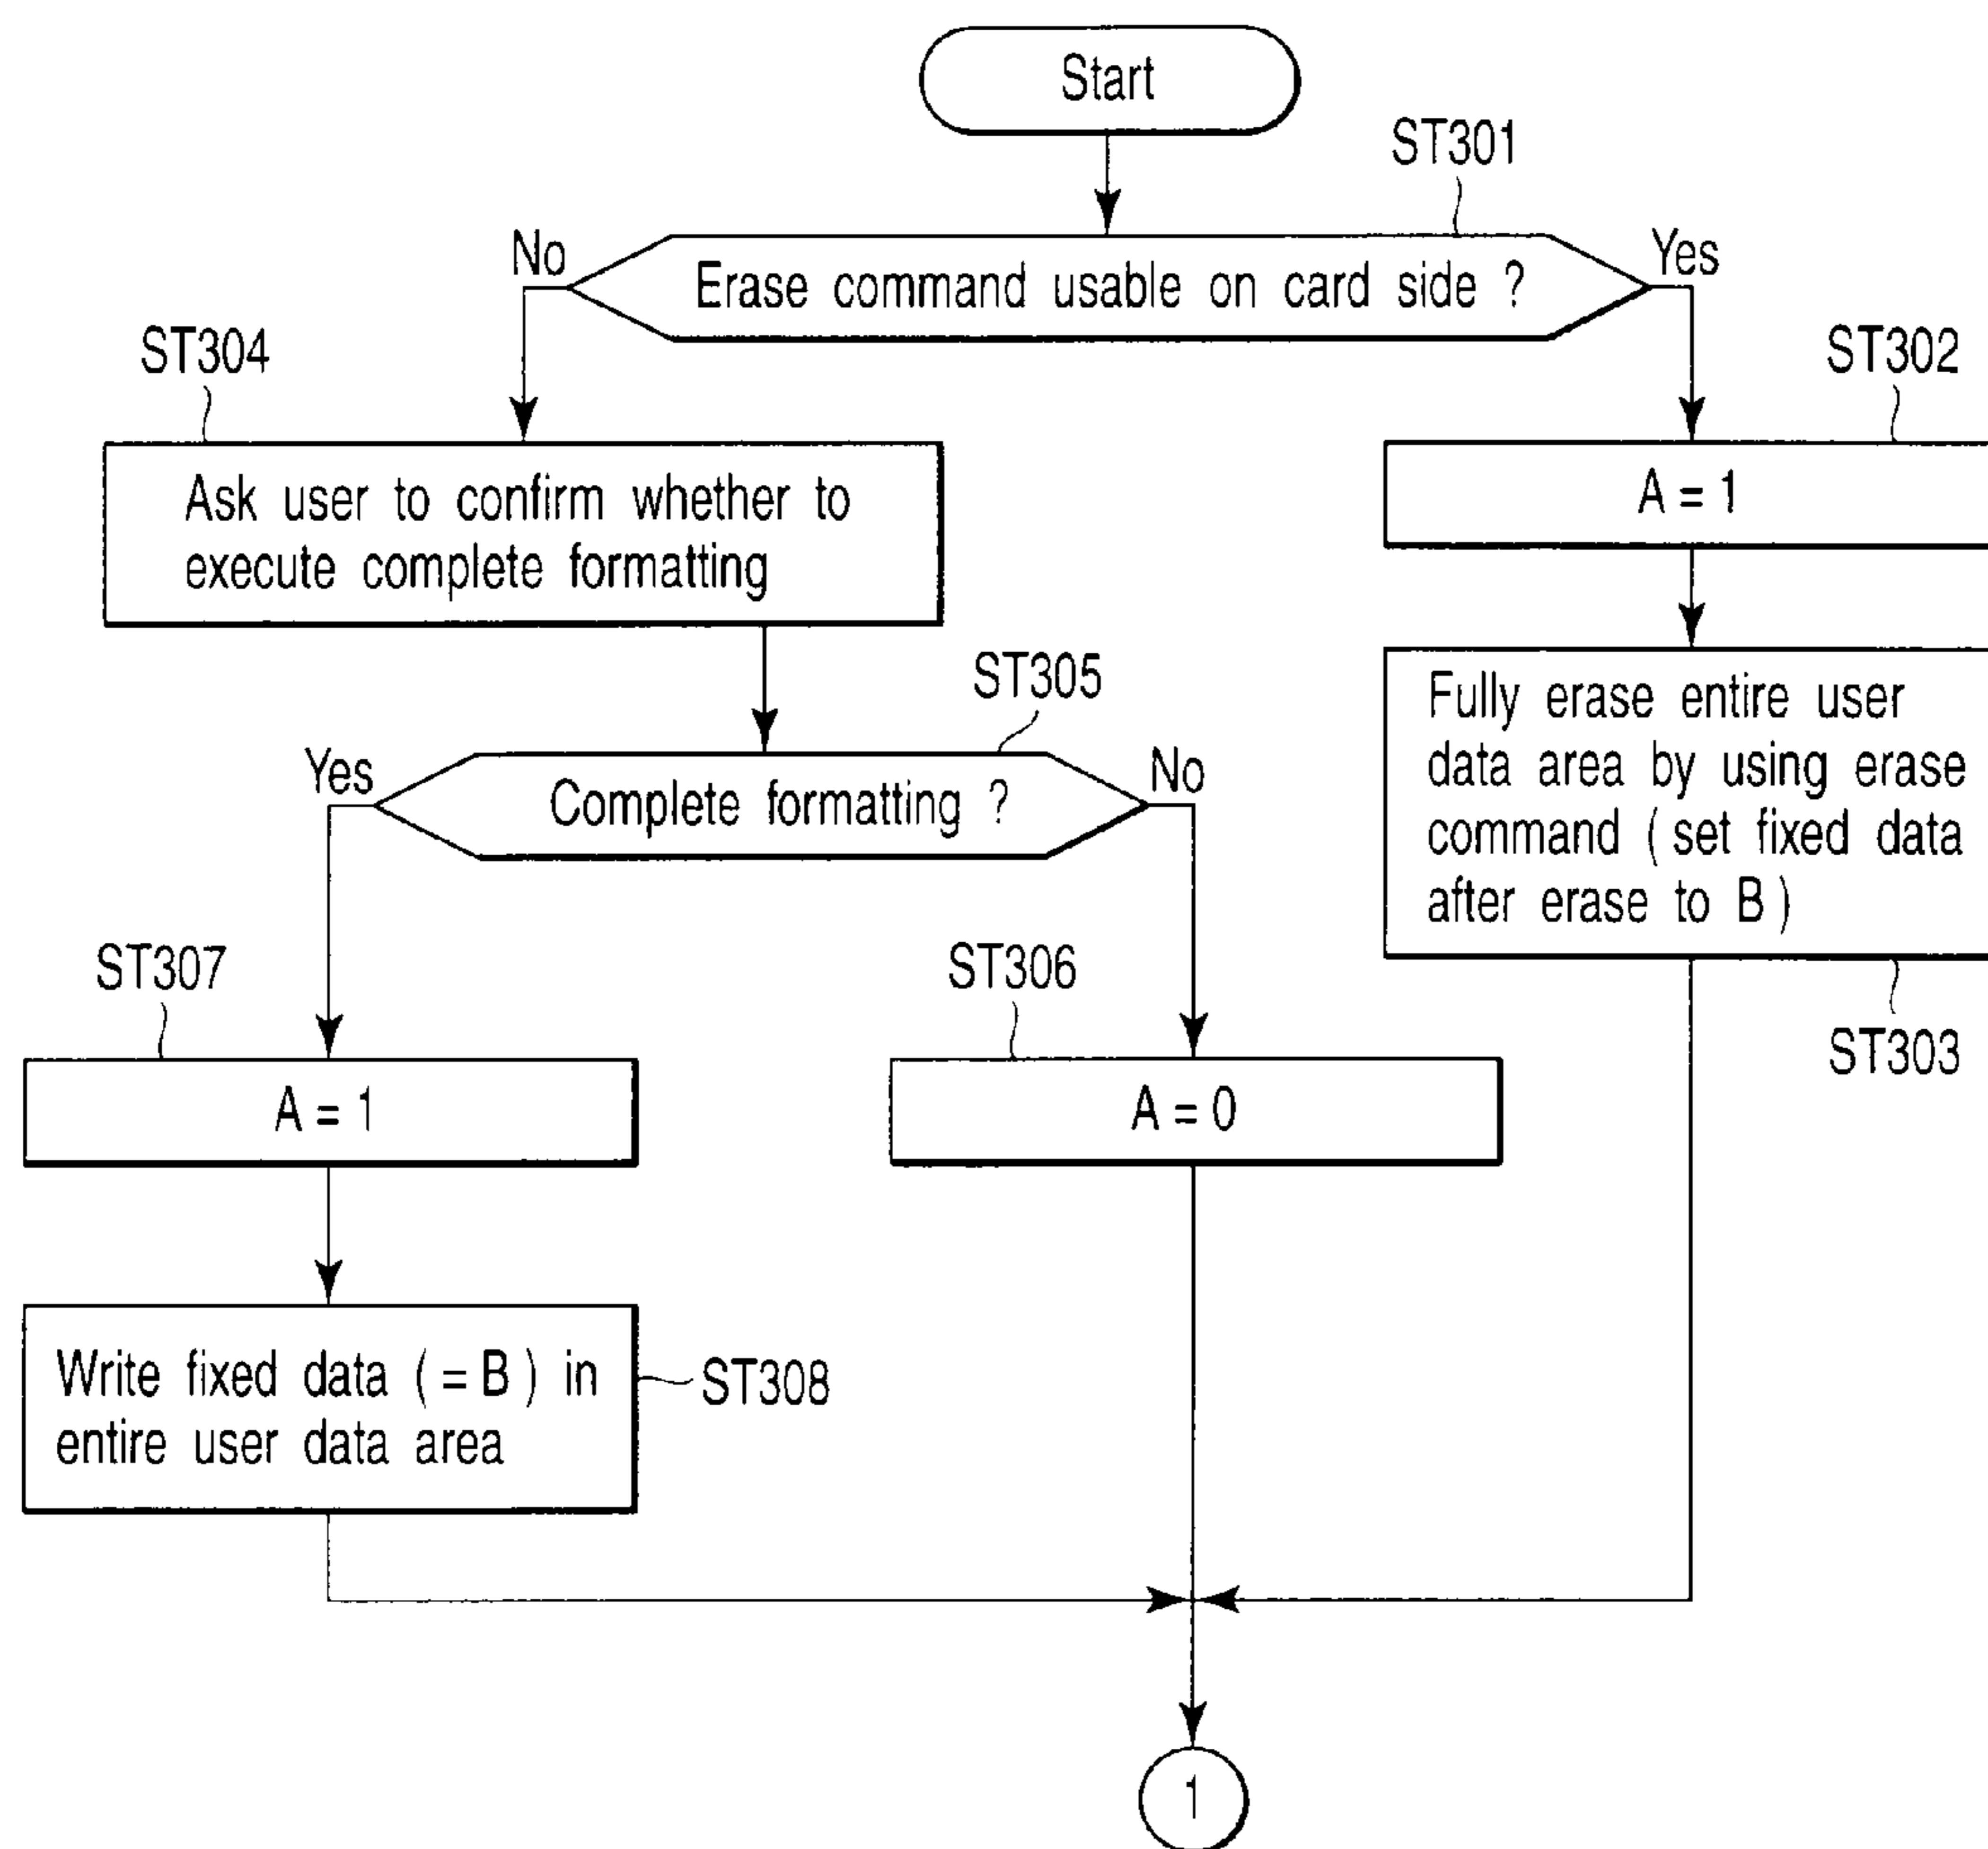 Start
ST301
No
Erase command usable on card side ?
Yes
ST304
ST302
Ask user to confirm whether to
execute complete formatting
A = 1
ST305
Fully erase entire user
data area by using erase
command ( set fixed data
after erase to B )
Yes
Complete formatting ?
No
ST307
ST306
ST303
A = 1
A = 0
Write fixed data ( = B ) in
entire user data area
ST308
1